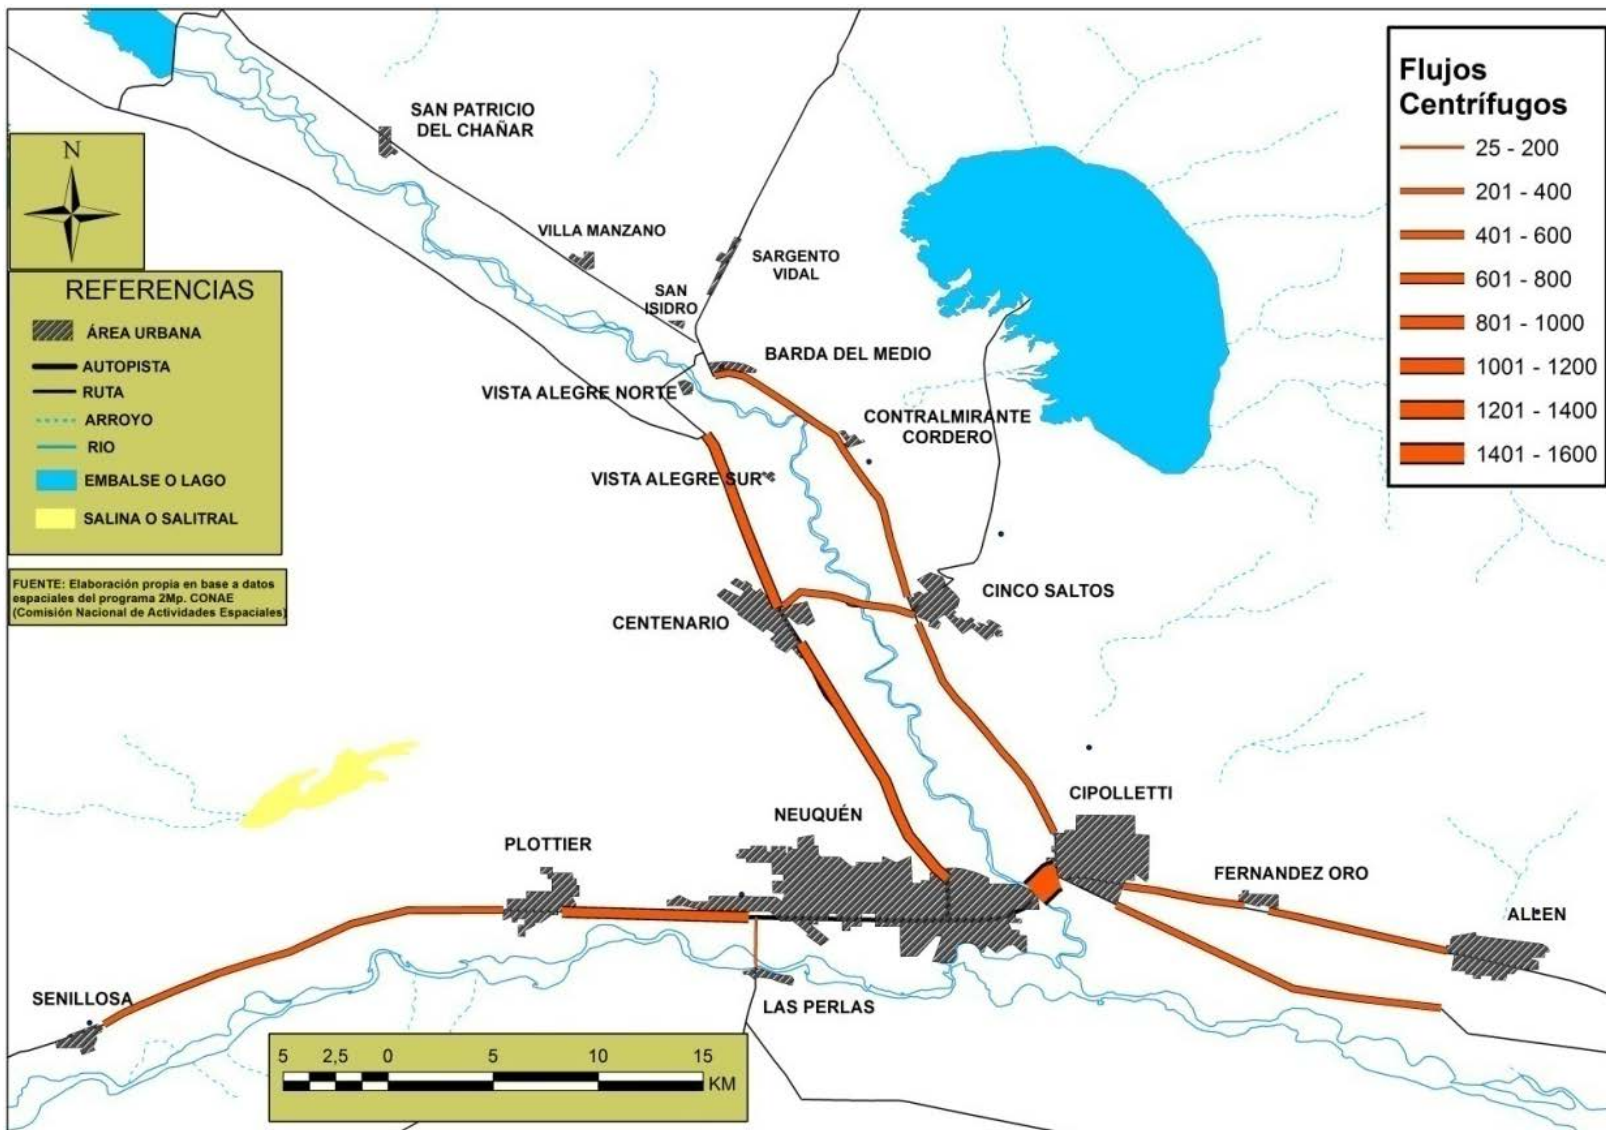 SAN PATRICIO
DEL CHAÑAR
N
VILLA MANZANO
SARGENTO
VIDAL
SAN
ISIDRO
BARDA DEL MEDIO
VISTA ALEGRE NORTE
CONTRALMIRANTE
CORDERO
VISTA ALEGRE SUR
CINCO SALTOS
CENTENARIO
CIPOLLETTI
NEUQUÉN
PLOTTIER
FERNANDEZ ORO
ALLEN
SENILLOSA
LAS PERLAS
Flujos
Centrífugos
25 - 200
201 - 400
401 - 600
601 - 800
801 - 1000
1001 - 1200
1201 - 1400
1401 - 1600
REFERENCIAS
ÁREA URBANA
AUTOPISTA
RUTA
ARROYO
RIO
EMBALSE O LAGO
SALINA O SALITRAL
FUENTE: Elaboración propia en base a datos
espaciales del programa 2Mp. CONAE
(Comisión Nacional de Actividades Espaciales)
5 2,5 0 5 10 15
KM